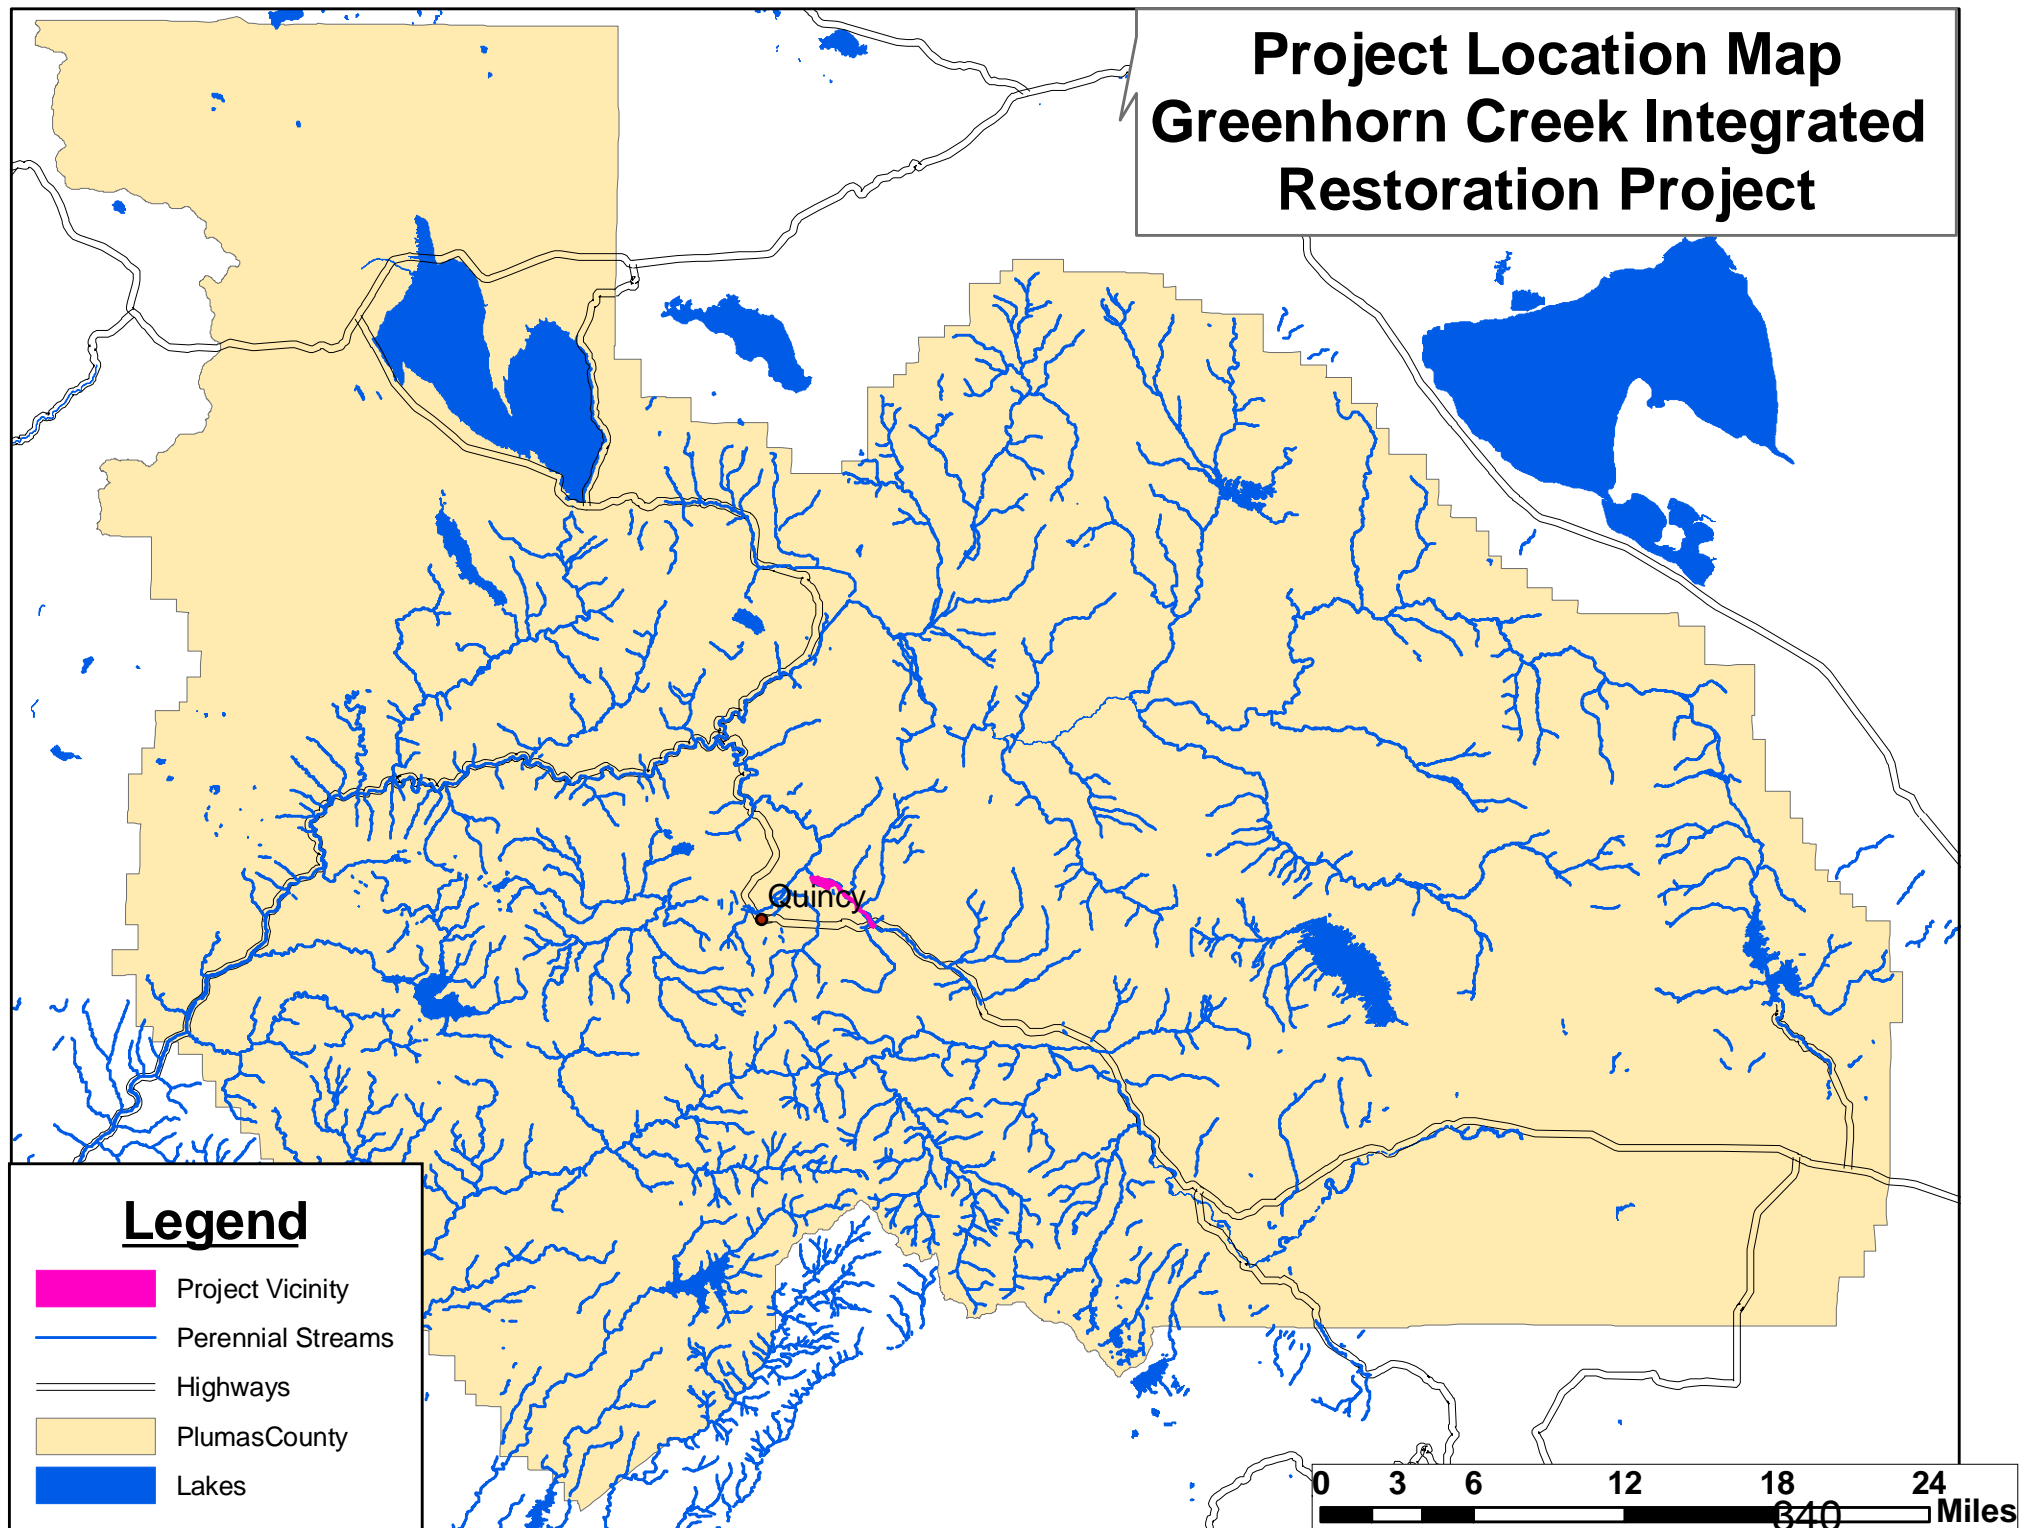 Project Location Map
Greenhorn Creek Integrated
Restoration Project
Quincy
Legend
Project Vicinity
Perennial Streams
Highways
PlumasCounty
Lakes
0 3 6 12 18 24
Miles
340